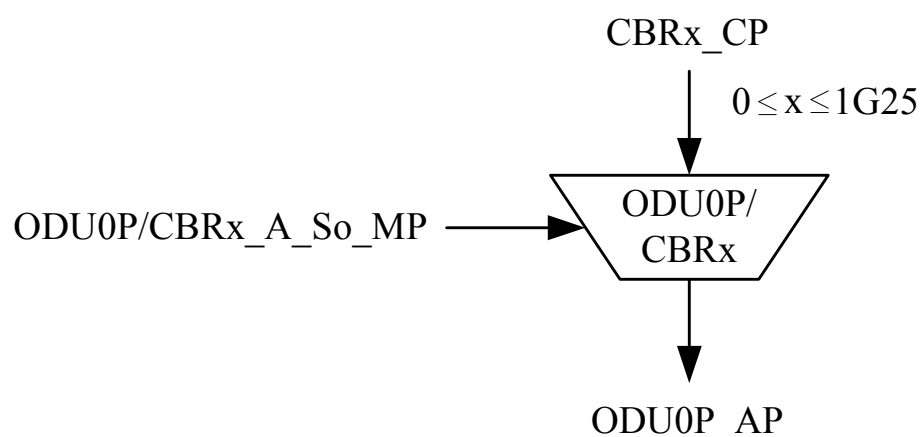 CBRx_CP
0 ≤ x ≤ 1G25
ODU0P/
CBRx
ODU0P/CBRx_A_So_MP
ODU0P_AP